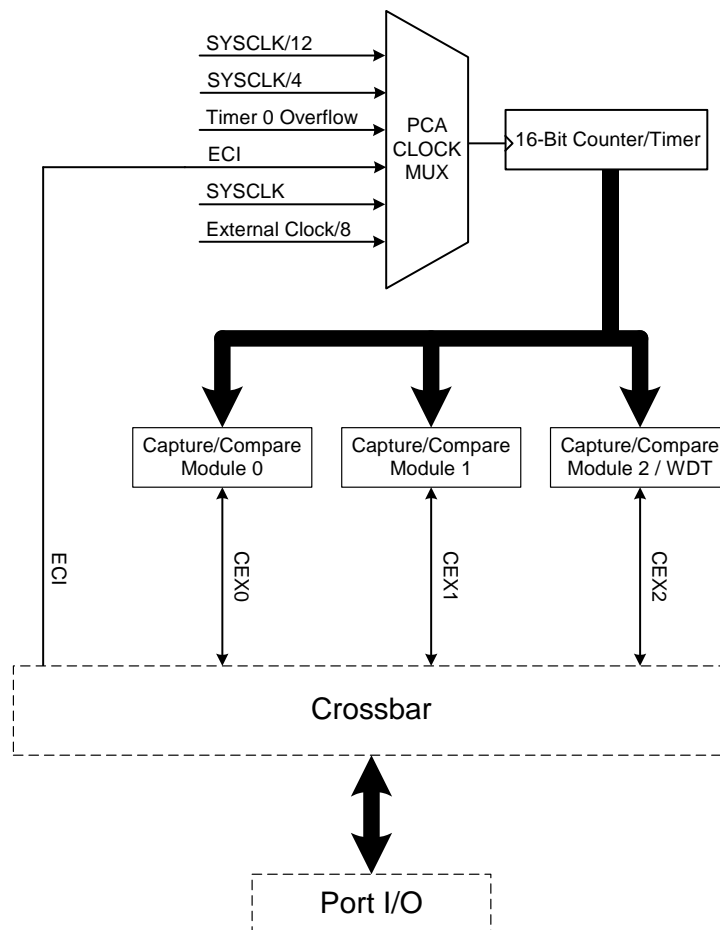 SYSCLK/12
SYSCLK/4
Timer 0 Overflow
ECI
SYSCLK
External Clock/8
PCA
CLOCK
MUX
16-Bit Counter/Timer
Capture/Compare
Module 0
Capture/Compare
Module 1
Capture/Compare
Module 2 / WDT
ECI
CEX0
CEX1
CEX2
Crossbar
Port I/O